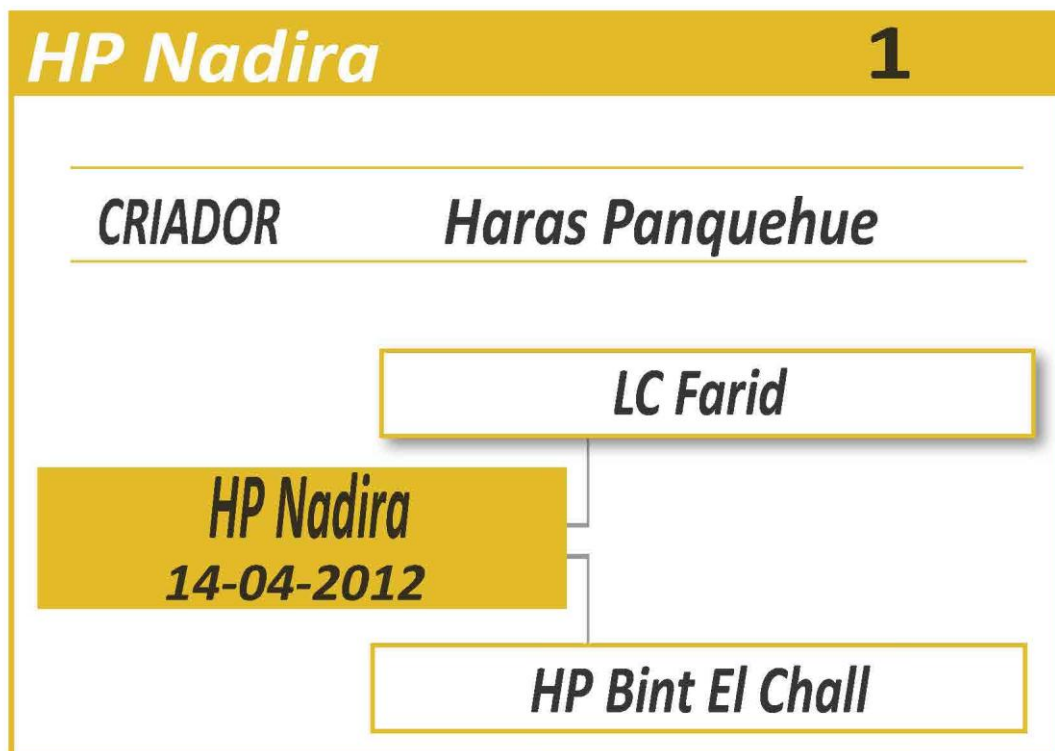 HP Nadira 1
CRIADOR Haras Panquehue
LC Farid
HP Nadira
14-04-2012
HP Bint El Chall